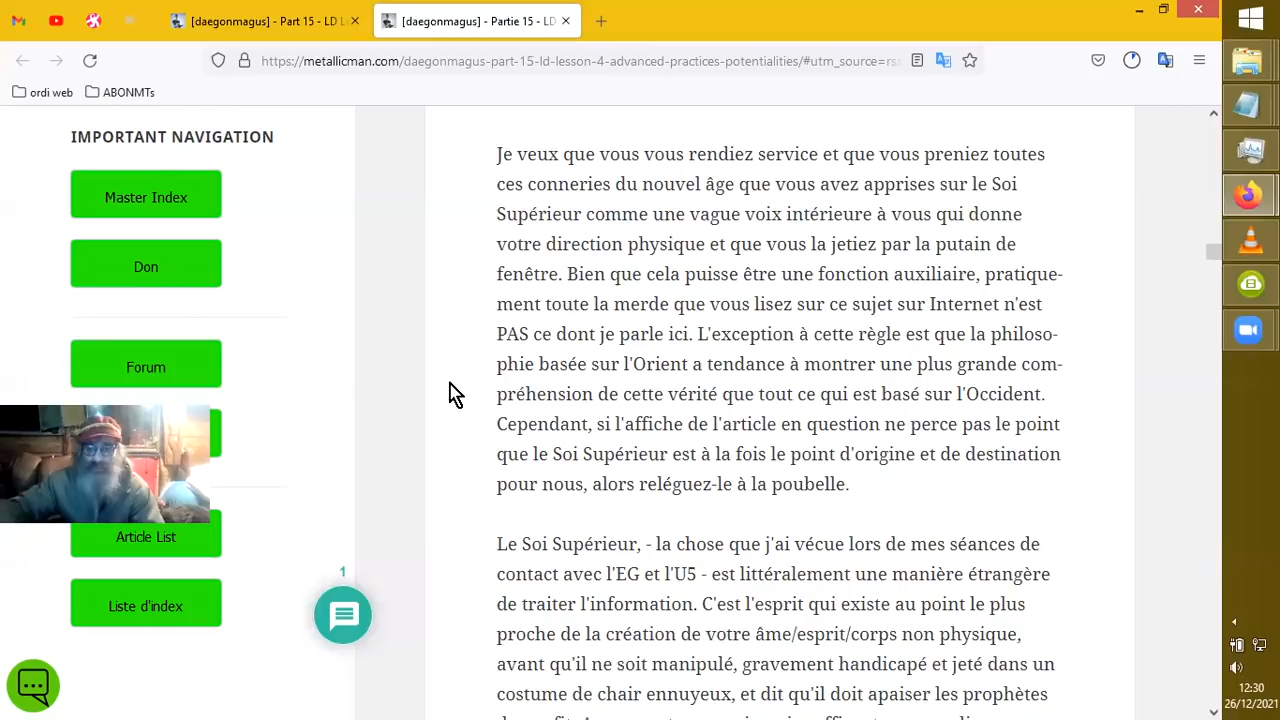 [daegonmagus] - Part 15 - LD L
[daegonmagus] - Partie 15 - LD
https://metallicman.com/daegonmagus-part-15
lesson-4-advanced-practices-potentialities/#utm_source=rs
ordi web
ABONMTs
IMPORTANT NAVIGATION
Master Index
Don
Forum
Article List
Liste d'index
1
Je veux que vous vous rendiez service et que vous preniez toutes
ces conneries du nouvel âge que vous avez apprises sur le Soi
Supérieur comme une vague voix intérieure à vous qui donne
votre direction physique et que vous la jetiez par la putain de
fenêtre. Bien que cela puisse être une fonction auxiliaire, pratique-
ment toute la merde que vous lisez sur ce sujet sur Internet n'est
PAS ce dont je parle ici. L'exception à cette règle est que la philoso-
phie basée sur l'Orient a tendance à montrer une plus grande com-
préhension de cette vérité que tout ce qui est basé sur l'Occident.
Cependant, si l'affiche de l'article en question ne perce pas le point
que le Soi Supérieur est à la fois le point d'origine et de destination
pour nous, alors reléguez-le à la poubelle.
Le Soi Supérieur, - la chose que j'ai vécue lors de mes séances de
contact avec l'EG et l'U5 - est littéralement une manière étrangère
de traiter l'information. C'est l'esprit qui existe au point le plus
proche de la création de votre âme/esprit/corps non physique,
avant qu'il ne soit manipulé, gravement handicapé et jeté dans un
costume de chair ennuyeux, et dit qu'il doit apaiser les prophètes
12:30
26/12/2021